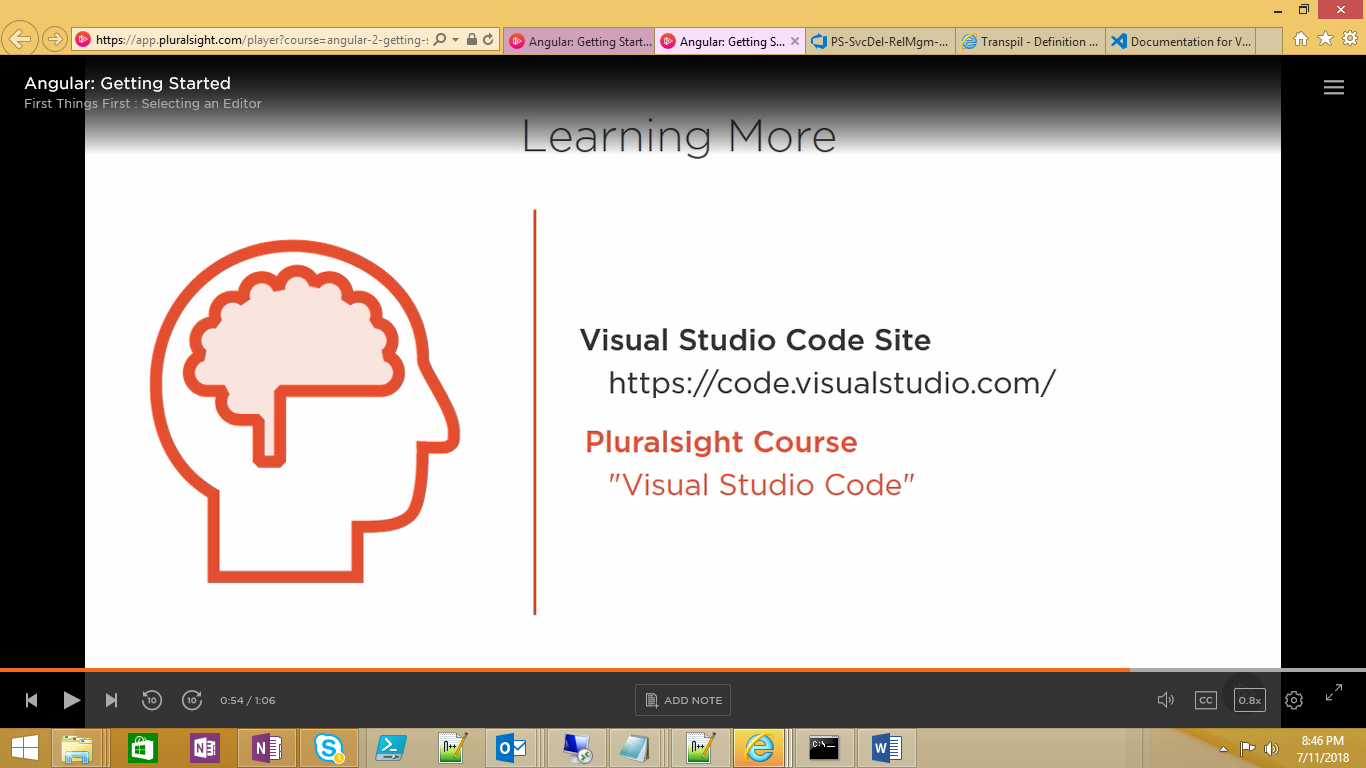 https://app.pluralsight.com/player?course=angular-2-getting-s
Angular: Getting Start...
Angular: Getting S...
PS-SvcDel-RelMgm-...
Transpil - Definition ...
Documentation for V...
Angular: Getting Started
First Things First : Selecting an Editor
Learning More
Visual Studio Code Site
https://code.visualstudio.com/
Pluralsight Course
"Visual Studio Code"
10
10
0:54 / 1:06
ADD NOTE
CC
0.8x
8:46 PM
7/11/2018